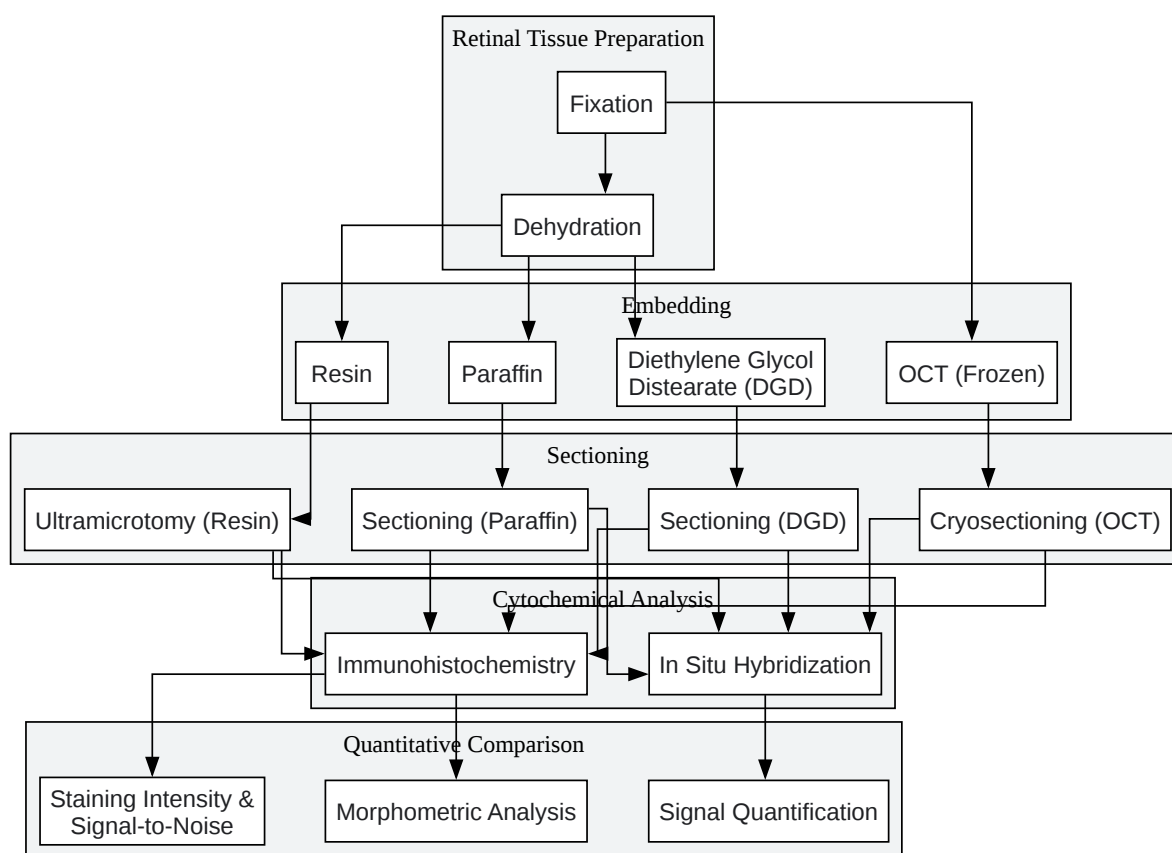 Retinal Tissue Preparation
Fixation
Dehydration
Embedding
Resin
Paraffin
Diethylene Glycol
Distearate (DGD)
OCT (Frozen)
Sectioning
Ultramicrotomy (Resin)
Sectioning (Paraffin)
Sectioning (DGD)
Cryosectioning (OCT)
Cytochemical Analysis
Immunohistochemistry
In Situ Hybridization
Quantitative Comparison
Staining Intensity &
Signal-to-Noise
Morphometric Analysis
Signal Quantification